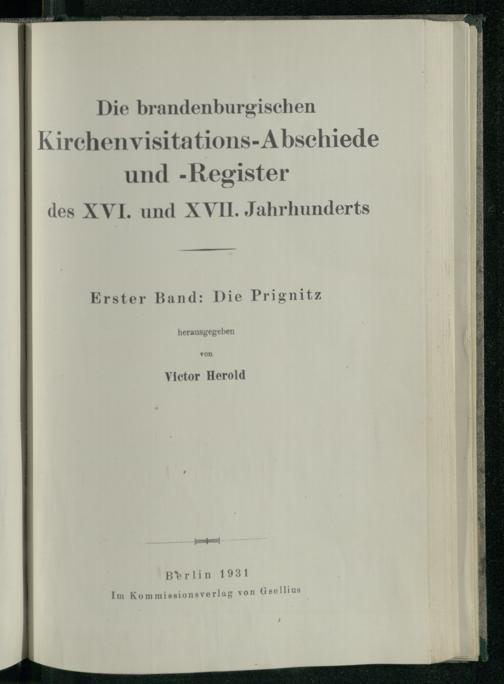 Die brandenburgischen
Kirchenvisitations-Abschiede
und -Register
des XVI. und XVII. Jahrhunderts
Erster Band: Die Prignitz
herausgegeben
von
Victor Herold
Berlin 1931
Im Kommissionsverlag von Gsellius